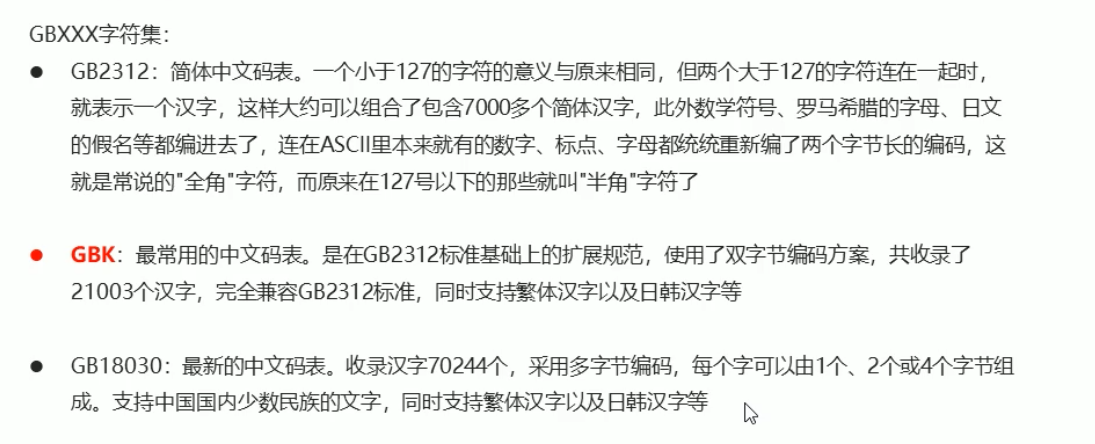 GBXXX字符集：
● GB2312：简体中文码表。一个小于127的字符的意义与原来相同，但两个大于127的字符连在一起时，
就表示一个汉字，这样大约可以组合了包含7000多个简体汉字，此外数学符号、罗马希腊的字母、日文
的假名等都编进去了，连在ASCII里本来就有的数字、标点、字母都统统重新编了两个字节长的编码，这
就是常说的"全角"字符，而原来在127号以下的那些就叫"半角"字符了
● GBK：最常用的中文码表。是在GB2312标准基础上的扩展规范，使用了双字节编码方案，共收录了
21003个汉字，完全兼容GB2312标准，同时支持繁体汉字以及日韩汉字等
● GB18030：最新的中文码表。收录汉字70244个，采用多字节编码，每个字可以由1个、2个或4个字节组
成。支持中国国内少数民族的文字，同时支持繁体汉字以及日韩汉字等